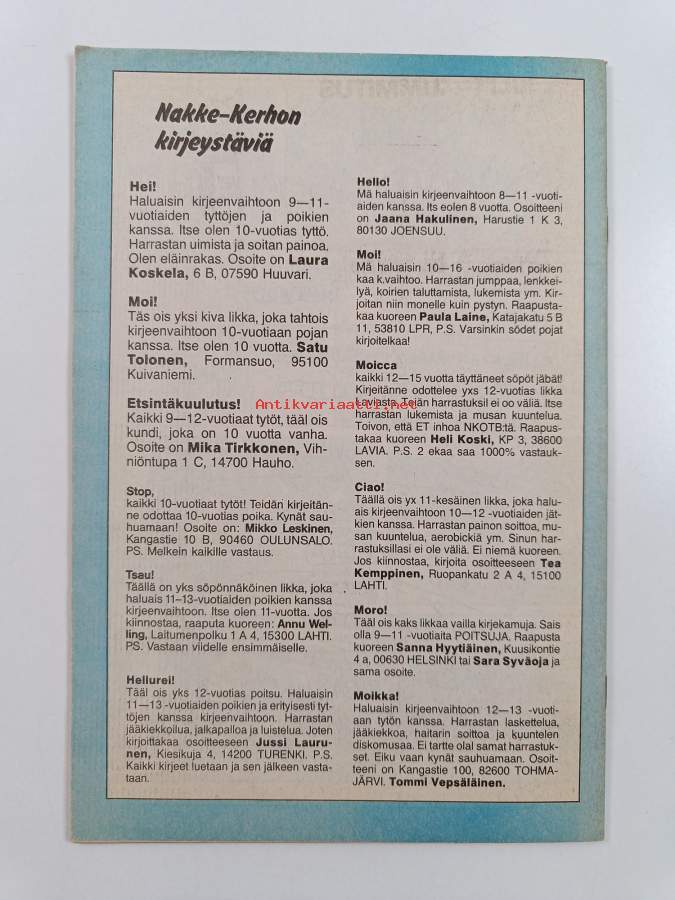 Nakke-Kerhon
kirjeystäviä
Hei!
Haluaisin kirjeenvaihtoon 9—11-
vuotiaiden tyttöjen ja poikien
kanssa. Itse olen 10-vuotias tyttö.
Harrastan uimista ja soitan painoa.
Olen eläinrakas. Osoite on Laura
Koskela, 6 B, 07590 Huuvari.
Moi!
Täs ois yksi kiva likka, joka tahtois
kirjeenvaihtoon 10-vuotiaan pojan
kanssa. Itse olen 10 vuotta. Satu
Tolonen, Formansuo, 95100
Kuivaniemi.
Etsintäkuulutus!
Kaikki 9—12-vuotiaat tytöt, tääl ois
kundi, joka on 10 vuotta vanha.
Osoite on Mika Tirkkonen, Vih-
niöntupa 1 C, 14700 Hauho.
Stop,
kaikki 10-vuotiaat tytöt! Teidän kirjeitän-
ne odottaa 10-vuotias poika. Kynät sau-
huamaan! Osoite on: Mikko Leskinen,
Kangastie 10 B, 90460 OULUNSALO.
PS. Melkein kaikille vastaus.
Tsau!
Täällä on yks söpönnäköinen likka, joka
haluais 11–13-vuotiaiden poikien kanssa
kirjeenvaihtoon. Itse olen 11-vuotta. Jos
kiinnostaa, raaputa kuoreen: Annu Wel-
ling, Laitumenpolku 1 A 4, 15300 LAHTI.
PS. Vastaan viidelle ensimmäiselle.
Hellurei!
Tääl ois yks 12-vuotias poitsu. Haluaisin
11—13 -vuotiaiden poikien ja erityisesti tyt-
töjen kanssa kirjeenvaihtoon. Harrastan
jääkiekkoilua, jalkapalloa ja luistelua. Joten
kirjoittakaa osoitteeseen Jussi Lauru-
nen, Kiesikuja 4, 14200 TURENKI. P.S.
Kaikki kirjeet luetaan ja sen jälkeen vasta-
taan.
Hello!
Mä haluaisin kirjeenvaihtoon 8—11 -vuoti-
aiden kanssa. Its eolen 8 vuotta. Osoitteeni
on Jaana Hakulinen, Harustie 1 K 3,
80130 JOENSUU.
Moi!
Mä haluaisin 10—16 -vuotiaiden poikien
kaa k.vaihtoo. Harrastan jumppaa, lenkkei-
lyä, koirien taluttamista, lukemista ym. Kir-
joitan niin monelle kuin pystyn. Raapusta-
kaa kuoreen Paula Laine, Katajakatu 5 B
11, 53810 LPR, P.S. Varsinkin södet pojat
kirjoitelkaa!
Moicca
kaikki 12—15 vuotta täyttäneet söpöt jäbät!
Kirjeitänne odottelee yxs 12-vuotias likka
Laviasta. Teján harrastuksil ei oo väliä. Itse
harrastan lukemista ja musan kuuntelua.
Toivon, että ET inhoa NKOTB:tä. Raapus-
takaa kuoreen Heli Koski, KP 3, 38600
LAVIA. P.S. 2 ekaa saa 1000% vastauk-
sen.
Ciao!
Täällä ois yx 11-kesäinen likka, joka halu-
ais kirjeenvaihtoon 10—12 -vuotiaiden jät-
kien kanssa. Harrastan painon soittoa, mu-
san kuuntelua, aerobickiä ym. Sinun har-
rastuksillasi ei ole väliä. Ei niemä kuoreen.
Jos kiinnostaa, kirjoita osoitteeseen Tea
Kemppinen, Ruopankatu 2 A 4, 15100
LAHTI.
Moro!
Tääl ois kaks likkaa vailla kirjekamuja. Sais
olla 9—11 -vuotiaita POITSUJA. Raapusta
kuoreen Sanna Hyytiäinen, Kuusikontie
4 a, 00630 HELSINKI tai Sara Syväoja ja
sama osoite.
Moikka!
Haluaisin kirjeenvaihtoon 12—13 -vuoti-
aan tytön kanssa. Harrastan laskettelua,
jääkiekkoa, haitarin soittoa ja kuuntelen
diskomusaa. Ei tartte olal samat harrastuk-
set. Eiku vaan kynät sauhuamaan. Osoit-
teeni on Kangastie 100, 82600 TOHMA-
JÄRVI. Tommi Vepsäläinen.
Antikvariaatti.net